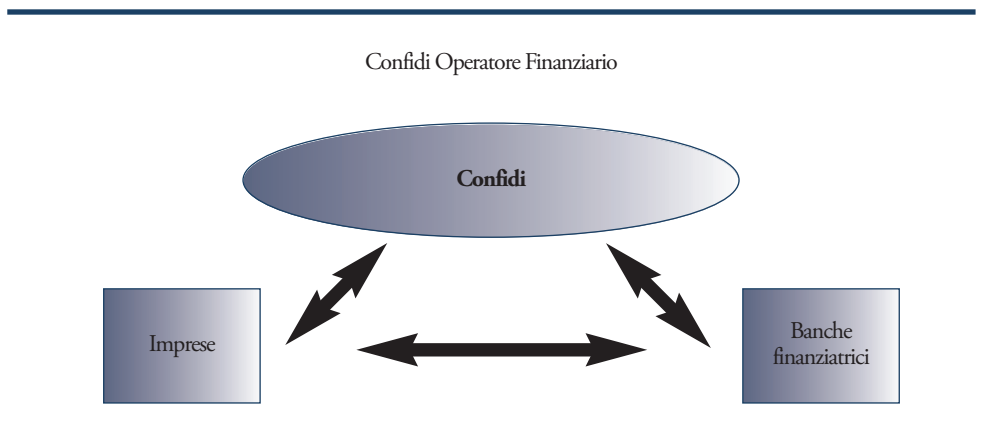 Confidi Operatore Finanziario
Confidi
Imprese
Banche
finanziatrici